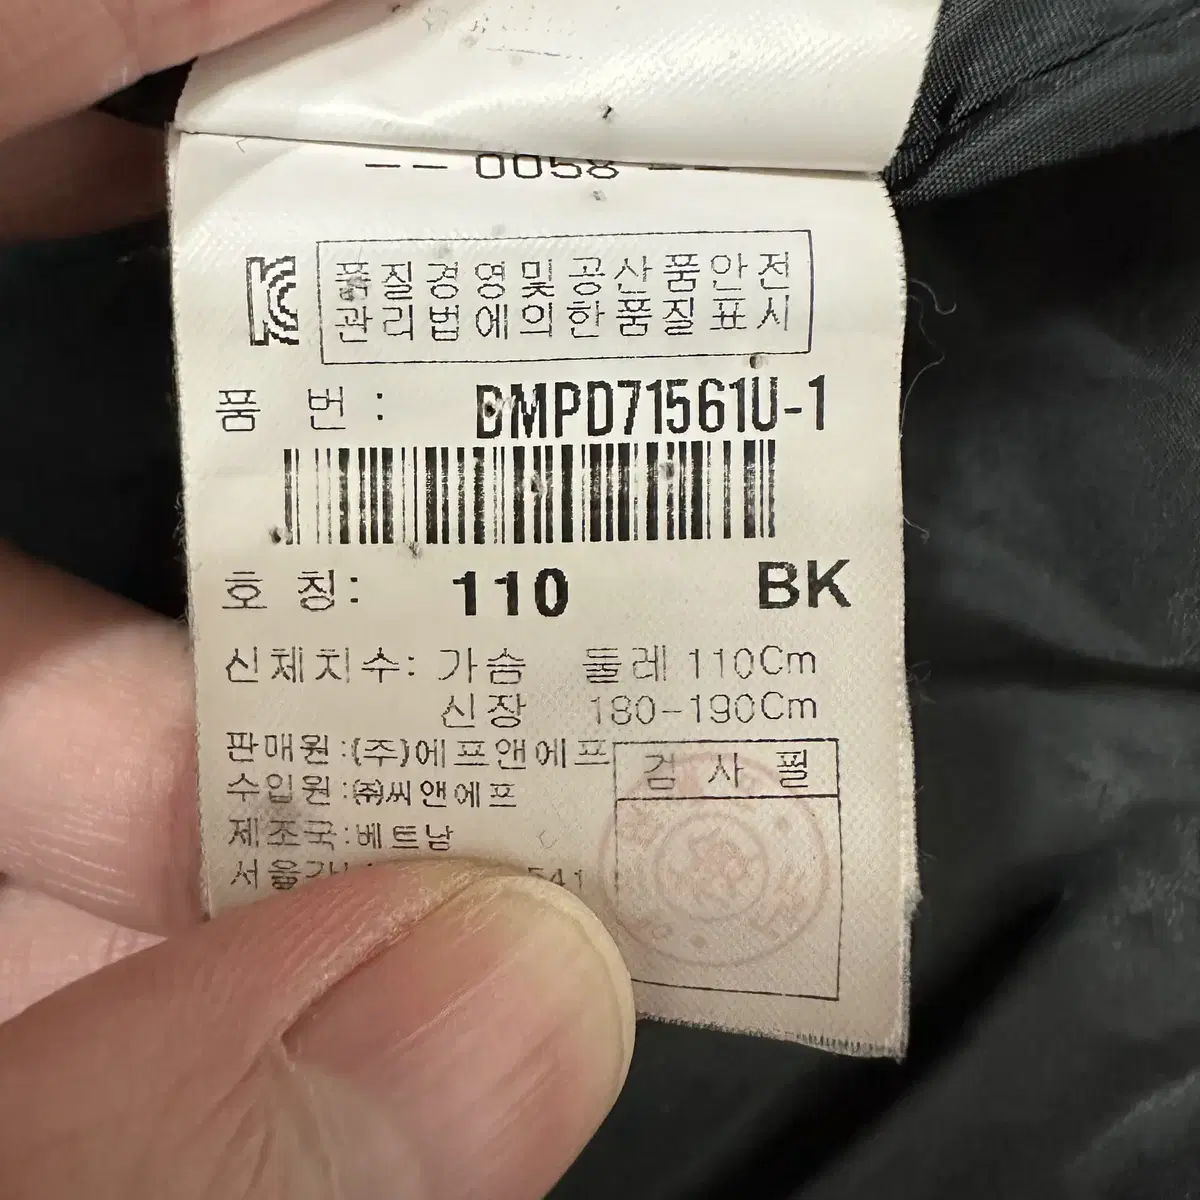 -- 0058 --
품질경영및공산품안전
관리법에의한품질표시
품 번 : DMPD71561U-1
호 칭: 110 BK
신체치수: 가슴 둘레 110Cm
신장 180-190Cm
판매원:(주)에프앤에프
수입원:㈜씨앤에프
제조국:베트남
검 사 필
541